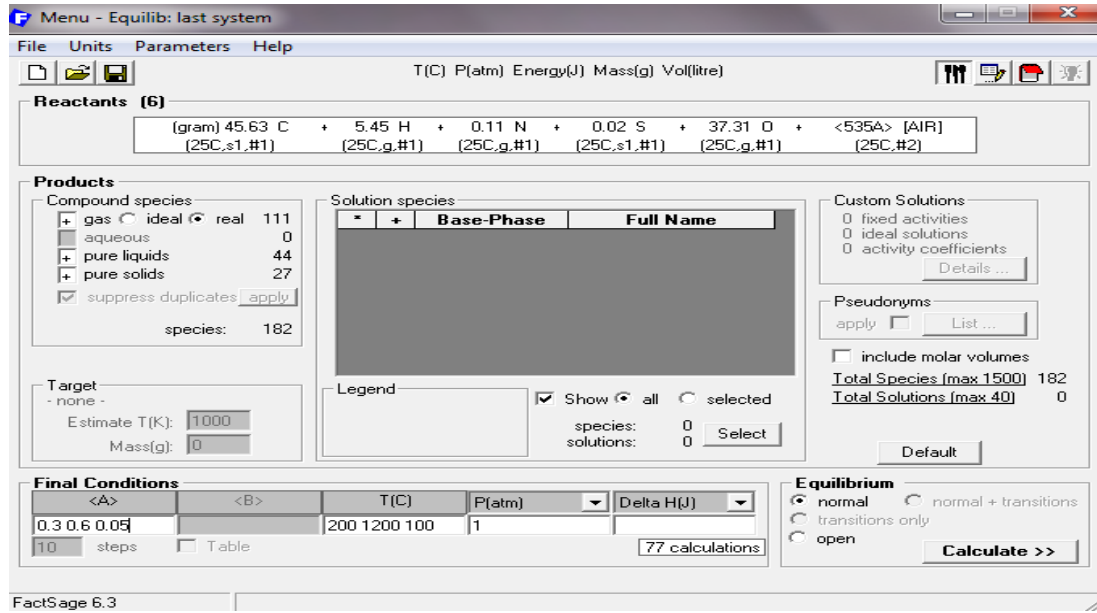 Menu - Equilib: last system
File Units Parameters Help
T(C) P(atm) Energy(J) Mass(g) Vol(litre)
Reactants (6)
(gram) 45.63 C + 5.45 H + 0.11 N + 0.02 S + 37.31 O + <535A> [AIR]
(25C,s1,#1) (25C,g,#1) (25C,g,#1) (25C,s1,#1) (25C,g,#1) (25C,#2)
Products
Compound species
+ gas ideal real 111
aqueous 0
+ pure liquids 44
+ pure solids 27
suppress duplicates apply
species: 182
Target
- none -
Estimate T(K): 1000
Mass(g): 0
Solution species
* + Base-Phase Full Name
Legend
Show all selected
species: 0
solutions: 0
Select
Custom Solutions
0 fixed activities
0 ideal solutions
0 activity coefficients
Details ...
Pseudonyms
apply List ...
include molar volumes
Total Species (max 1500) 182
Total Solutions (max 40) 0
Default
Final Conditions
<A> <B> T(C) P(atm) Delta H(J)
0.3 0.6 0.05 200 1200 100 1
10 steps Table 77 calculations
Equilibrium
normal normal + transitions
transitions only
open
Calculate >>
FactSage 6.3